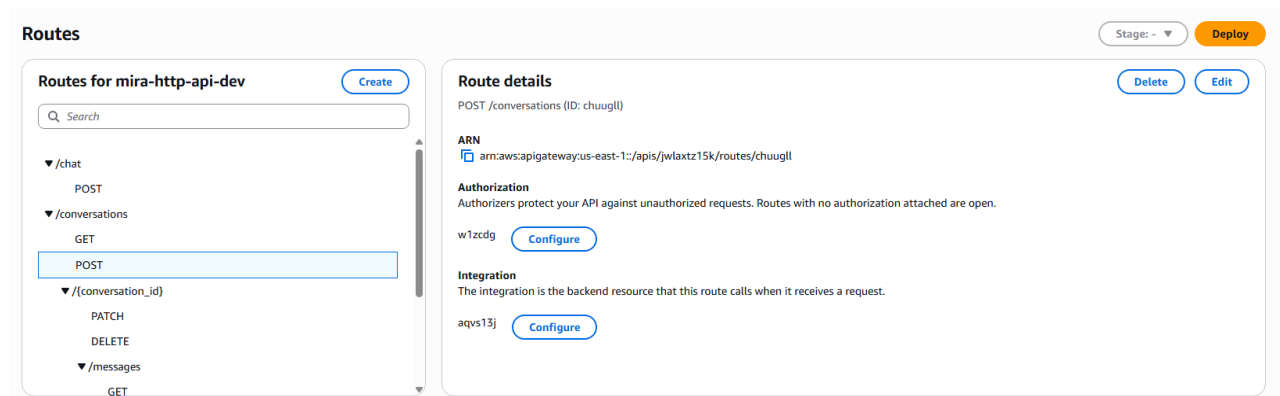 Routes
Stage: -
Deploy
Routes for mira-http-api-dev
Create
Search
/chat
POST
/conversations
GET
POST
/{conversation_id}
PATCH
DELETE
/messages
GET
Route details
Delete
Edit
POST /conversations (ID: chuugll)
ARN
arn:aws:apigateway:us-east-1::/apis/jwlaxtz15k/routes/chuugll
Authorization
Authorizers protect your API against unauthorized requests. Routes with no authorization attached are open.
w1zcdg
Configure
Integration
The integration is the backend resource that this route calls when it receives a request.
aqvs13j
Configure